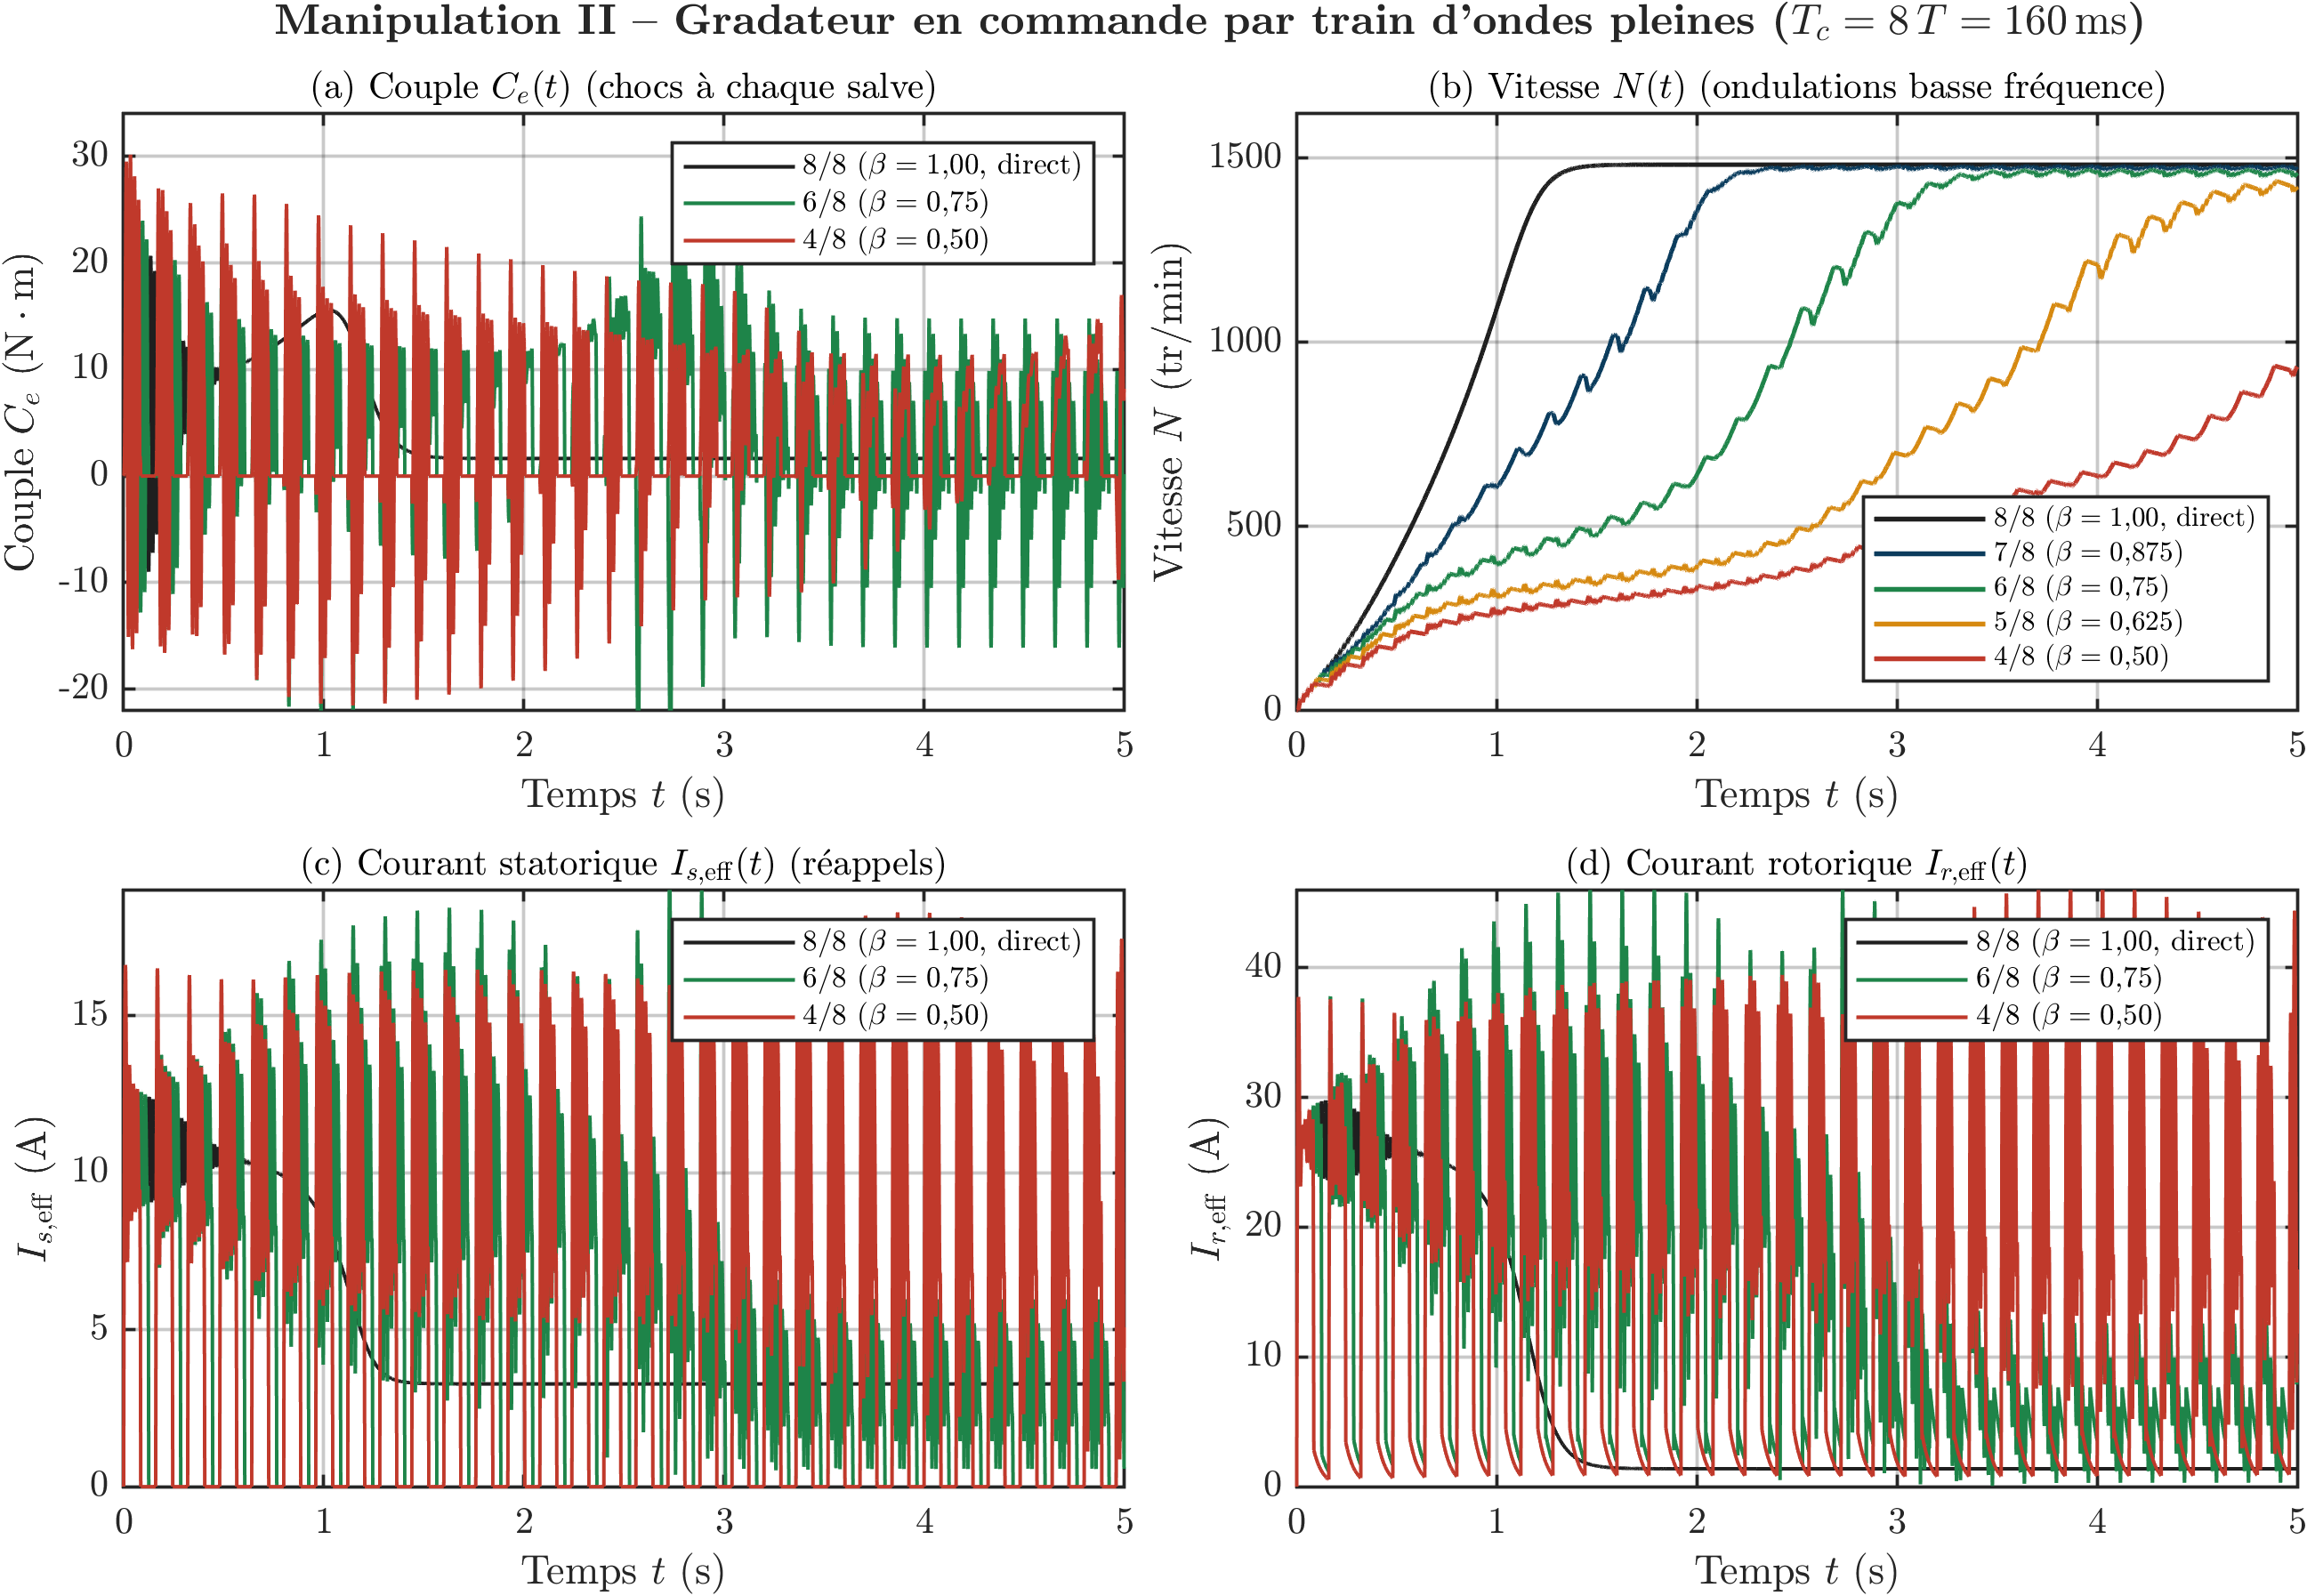 Manipulation II – Gradateur en commande par train d'ondes pleines (T_c = 8 T = 160 ms)
(a) Couple C_e(t) (chocs à chaque salve)
Couple C_e (N · m)
30
20
10
0
-10
-20
8/8 (β = 1,00, direct)
6/8 (β = 0,75)
4/8 (β = 0,50)
0 1 2 3 4 5
Temps t (s)
(b) Vitesse N(t) (ondulations basse fréquence)
Vitesse N (tr/min)
1500
1000
500
0
8/8 (β = 1,00, direct)
7/8 (β = 0,875)
6/8 (β = 0,75)
5/8 (β = 0,625)
4/8 (β = 0,50)
0 1 2 3 4 5
Temps t (s)
(c) Courant statorique I_{s,eff}(t) (réappels)
I_{s,eff} (A)
15
10
5
0
8/8 (β = 1,00, direct)
6/8 (β = 0,75)
4/8 (β = 0,50)
0 1 2 3 4 5
Temps t (s)
(d) Courant rotorique I_{r,eff}(t)
I_{r,eff} (A)
40
30
20
10
0
8/8 (β = 1,00, direct)
6/8 (β = 0,75)
4/8 (β = 0,50)
0 1 2 3 4 5
Temps t (s)